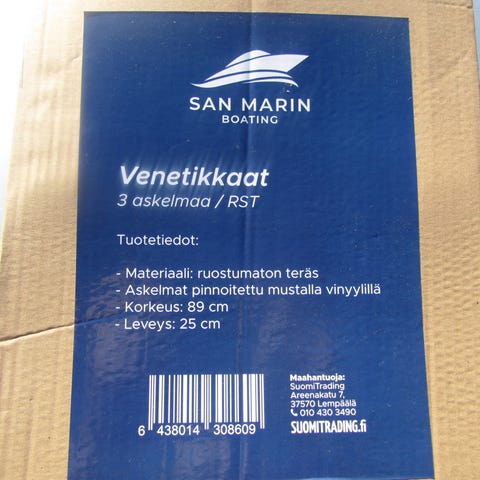 SAN MARIN
BOATING
Venetikkaat
3 askelmaa / RST
Tuotetiedot:
- Materiaali: ruostumaton teräs
- Askelmat pinnoitettu mustalla vinyylillä
- Korkeus: 89 cm
- Leveys: 25 cm
Maahantuoja:
SuomiTrading
Areenakatu 7,
37570 Lempäälä
010 430 3490
SUOMITRADING.fi
6 438014 308609